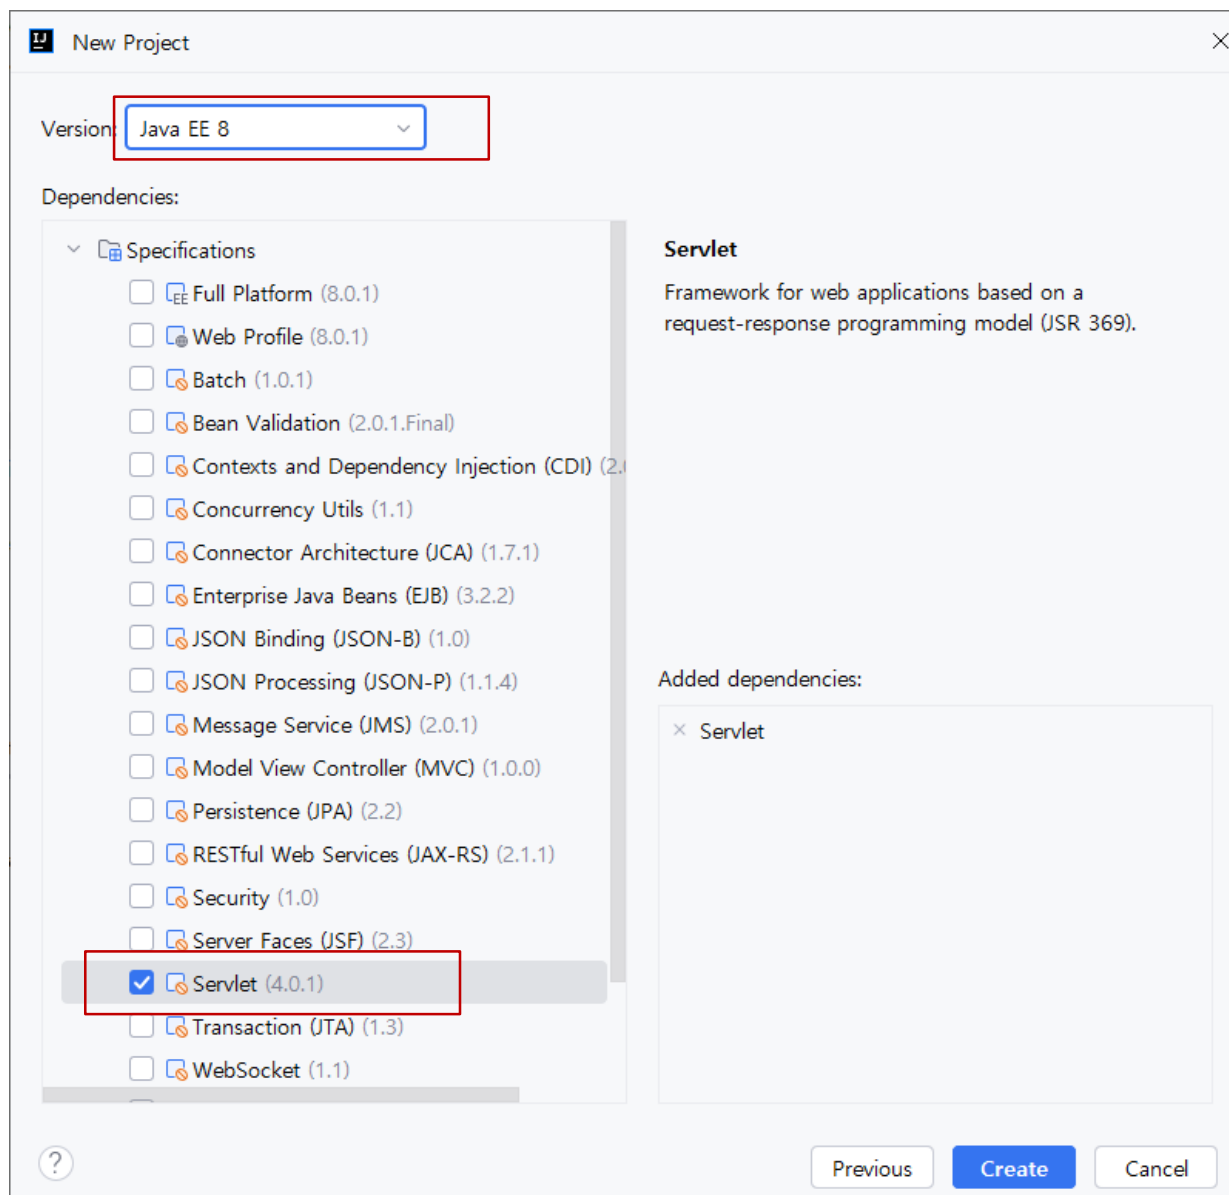 New Project
Version: Java EE 8
Dependencies:
Specifications
Full Platform (8.0.1)
Web Profile (8.0.1)
Batch (1.0.1)
Bean Validation (2.0.1.Final)
Contexts and Dependency Injection (CDI) (2.
Concurrency Utils (1.1)
Connector Architecture (JCA) (1.7.1)
Enterprise Java Beans (EJB) (3.2.2)
JSON Binding (JSON-B) (1.0)
JSON Processing (JSON-P) (1.1.4)
Message Service (JMS) (2.0.1)
Model View Controller (MVC) (1.0.0)
Persistence (JPA) (2.2)
RESTful Web Services (JAX-RS) (2.1.1)
Security (1.0)
Server Faces (JSF) (2.3)
Servlet (4.0.1)
Transaction (JTA) (1.3)
WebSocket (1.1)
Servlet
Framework for web applications based on a
request-response programming model (JSR 369).
Added dependencies:
Servlet
?
Previous
Create
Cancel